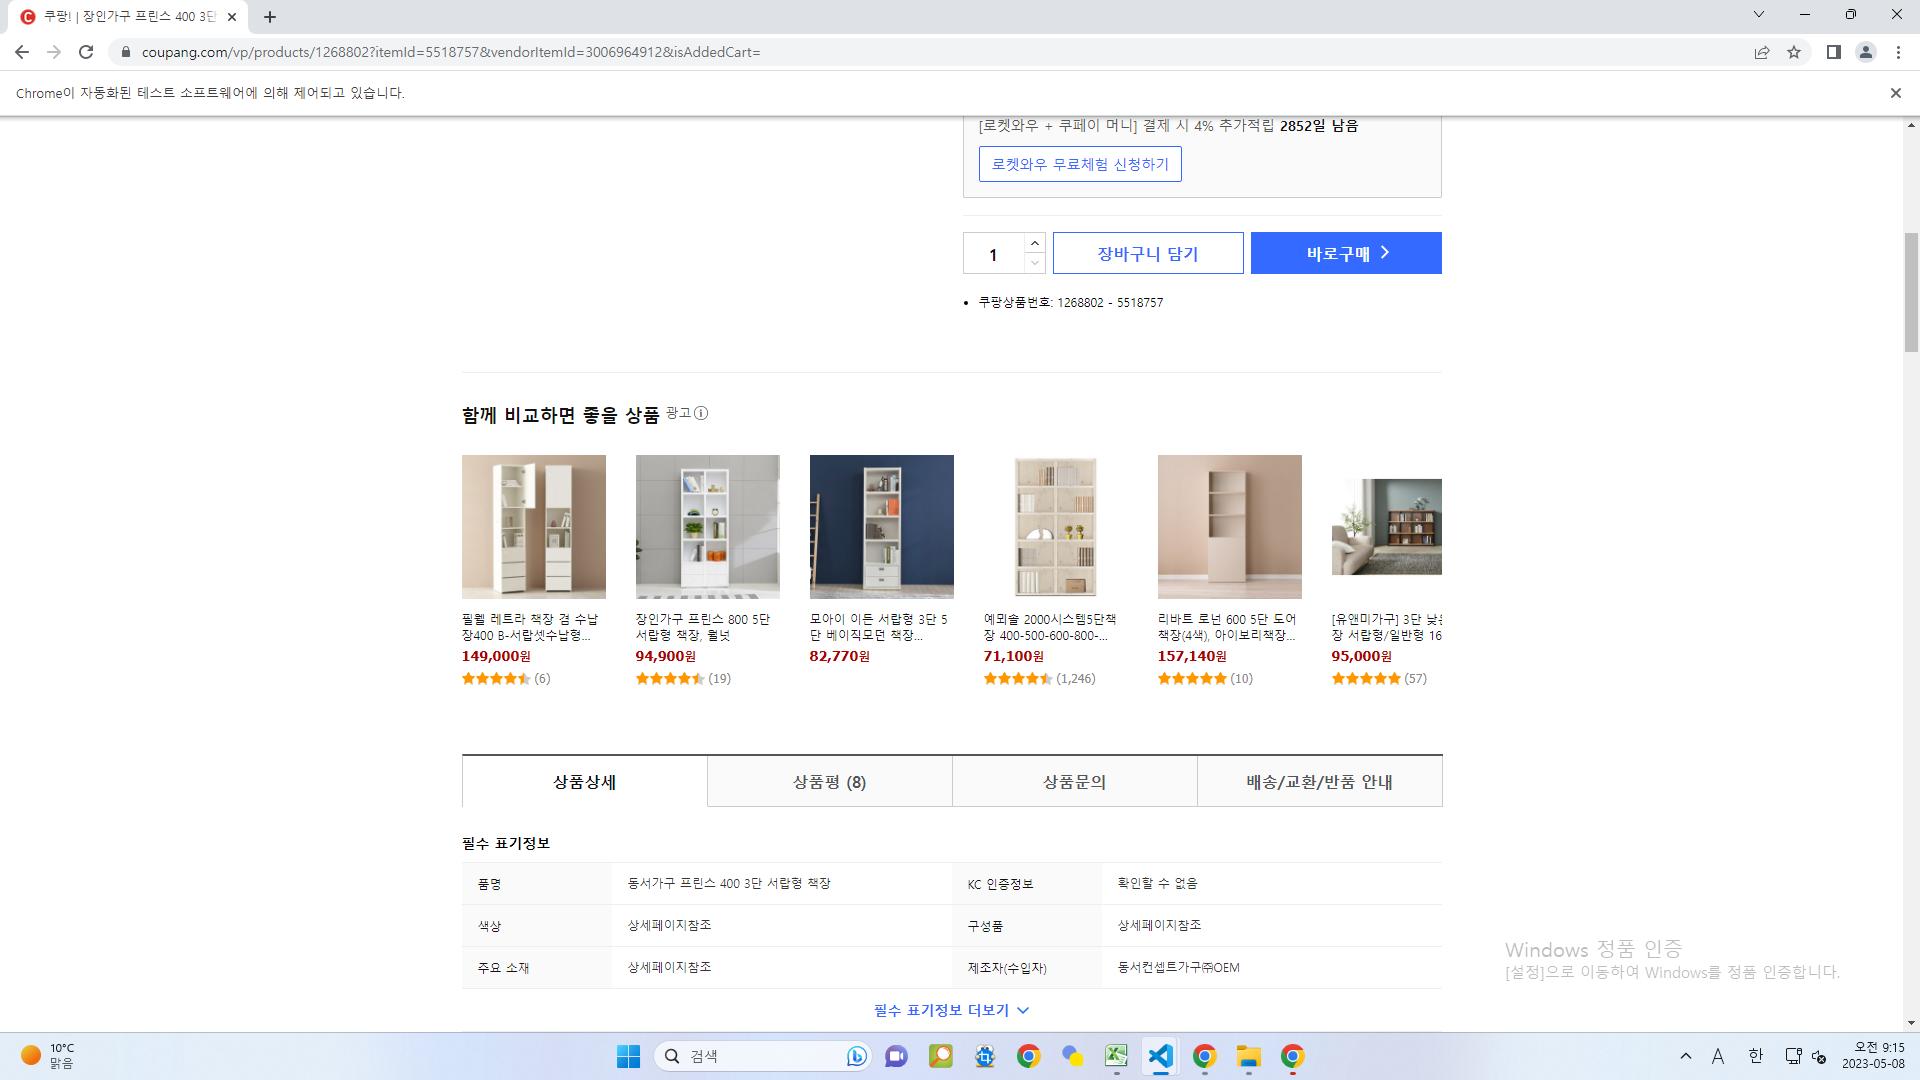 쿠팡! | 장인가구 프린스 400 3단
coupang.com/vp/products/1268802?itemId=5518757&vendorItemId=3006964912&isAddedCart=
Chrome이 자동화된 테스트 소프트웨어에 의해 제어되고 있습니다.
[로켓와우 + 쿠페이 머니] 결제 시 4% 추가적립 2852일 남음
로켓와우 무료체험 신청하기
1
장바구니 담기
바로구매
• 쿠팡상품번호: 1268802 - 5518757
함께 비교하면 좋을 상품 광고
필웰 레트라 책장 겸 수납
장400 B-서랍셋수납형...
149,000원
(6)
장인가구 프린스 800 5단
서랍형 책장, 월넛
94,900원
(19)
모아이 이든 서랍형 3단 5
단 베이직모던 책장...
82,770원
예뫼솔 2000시스템5단책
장 400-500-600-800-...
71,100원
(1,246)
리바트 로넌 600 5단 도어
책장(4색), 아이보리책장...
157,140원
(10)
[유앤미가구] 3단 낮은
장 서랍형/일반형 16
95,000원
(57)
상품상세
상품평 (8)
상품문의
배송/교환/반품 안내
필수 표기정보
품명
동서가구 프린스 400 3단 서랍형 책장
KC 인증정보
확인할 수 없음
색상
상세페이지참조
구성품
상세페이지참조
주요 소재
상세페이지참조
제조자(수입자)
동서컨셉트가구㈜OEM
필수 표기정보 더보기
Windows 정품 인증
[설정]으로 이동하여 Windows를 정품 인증합니다.
10°C
맑음
검색
A
한
오전 9:15
2023-05-08